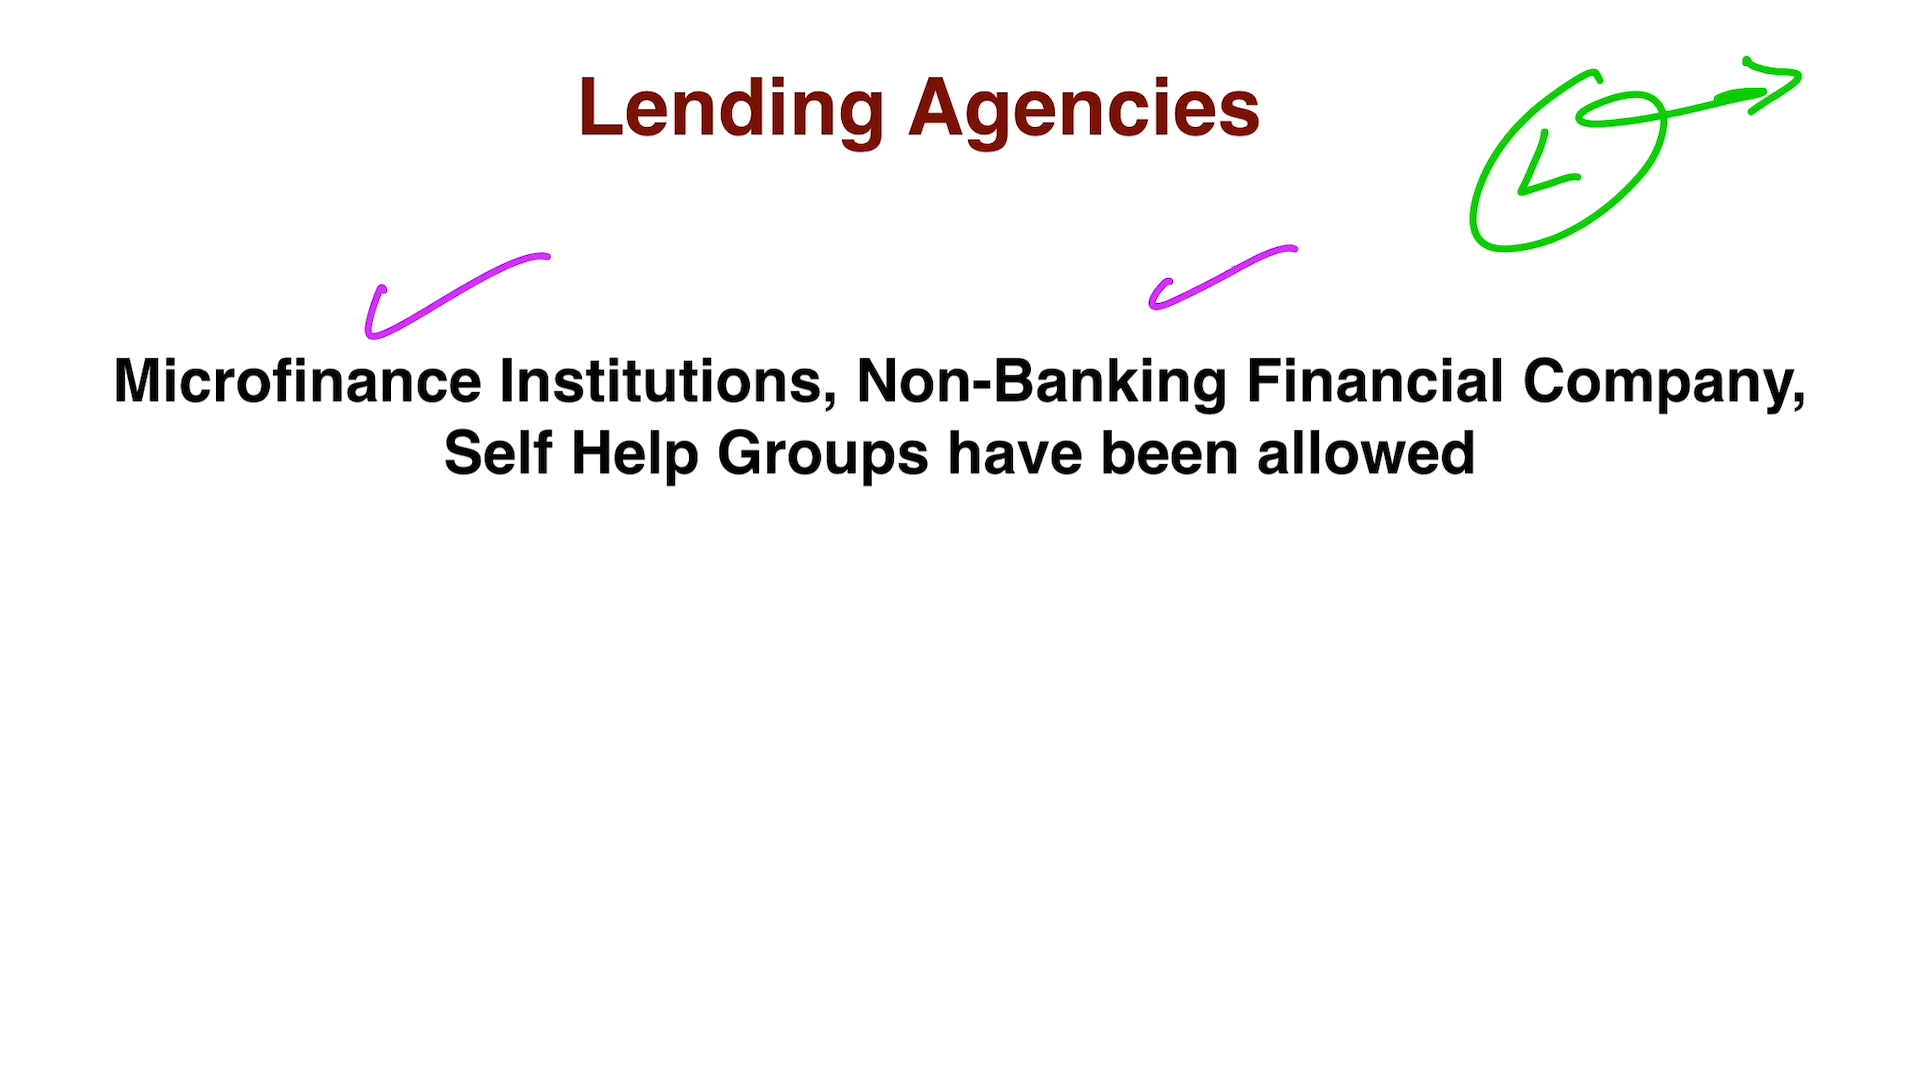 Lending Agencies
L
Microfinance Institutions, Non-Banking Financial Company,
Self Help Groups have been allowed